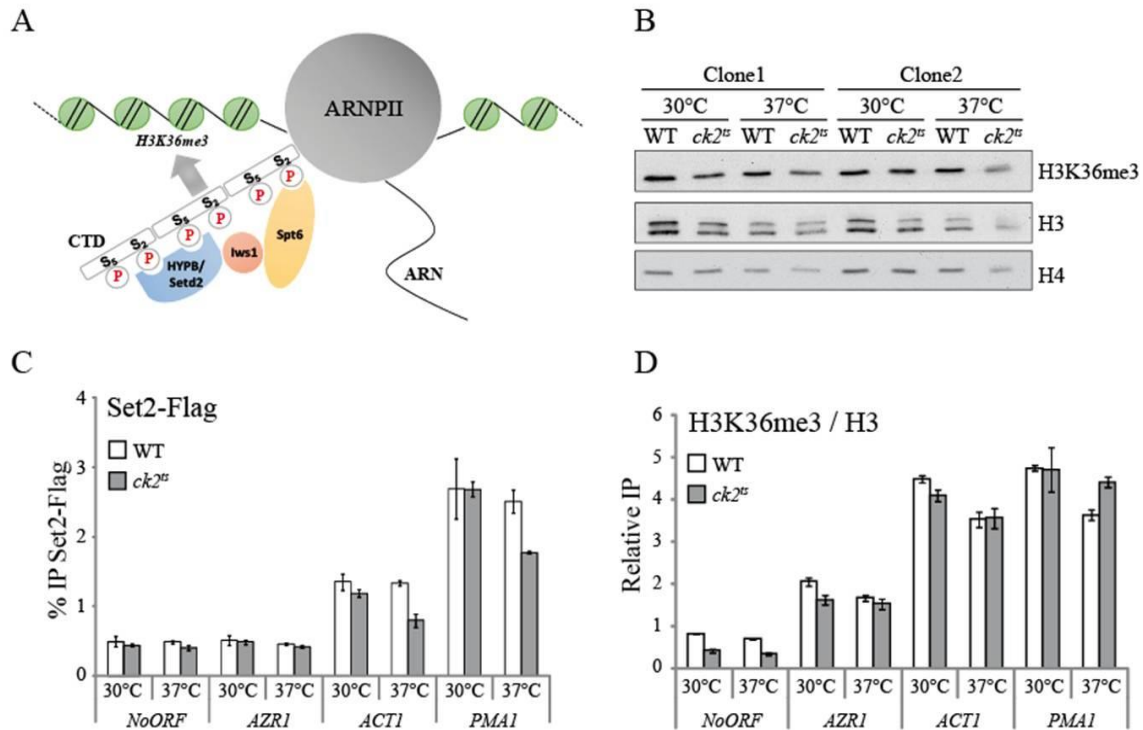 A
ARNPII
H3K36me3
S5 S2 S5 S2 S5 S2
P P P P P P
CTD
HYPB/
Setd2
Iws1
Spt6
ARN
B
Clone1 Clone2
30°C 37°C 30°C 37°C
WT ck2ts WT ck2ts WT ck2ts WT ck2ts
H3K36me3
H3
H4
C
Set2-Flag
WT
ck2ts
% IP Set2-Flag
4
3
2
1
0
30°C 37°C 30°C 37°C 30°C 37°C 30°C 37°C
NoORF AZR1 ACT1 PMA1
D
H3K36me3 / H3
WT
ck2ts
Relative IP
6
5
4
3
2
1
0
30°C 37°C 30°C 37°C 30°C 37°C 30°C 37°C
NoORF AZR1 ACT1 PMA1